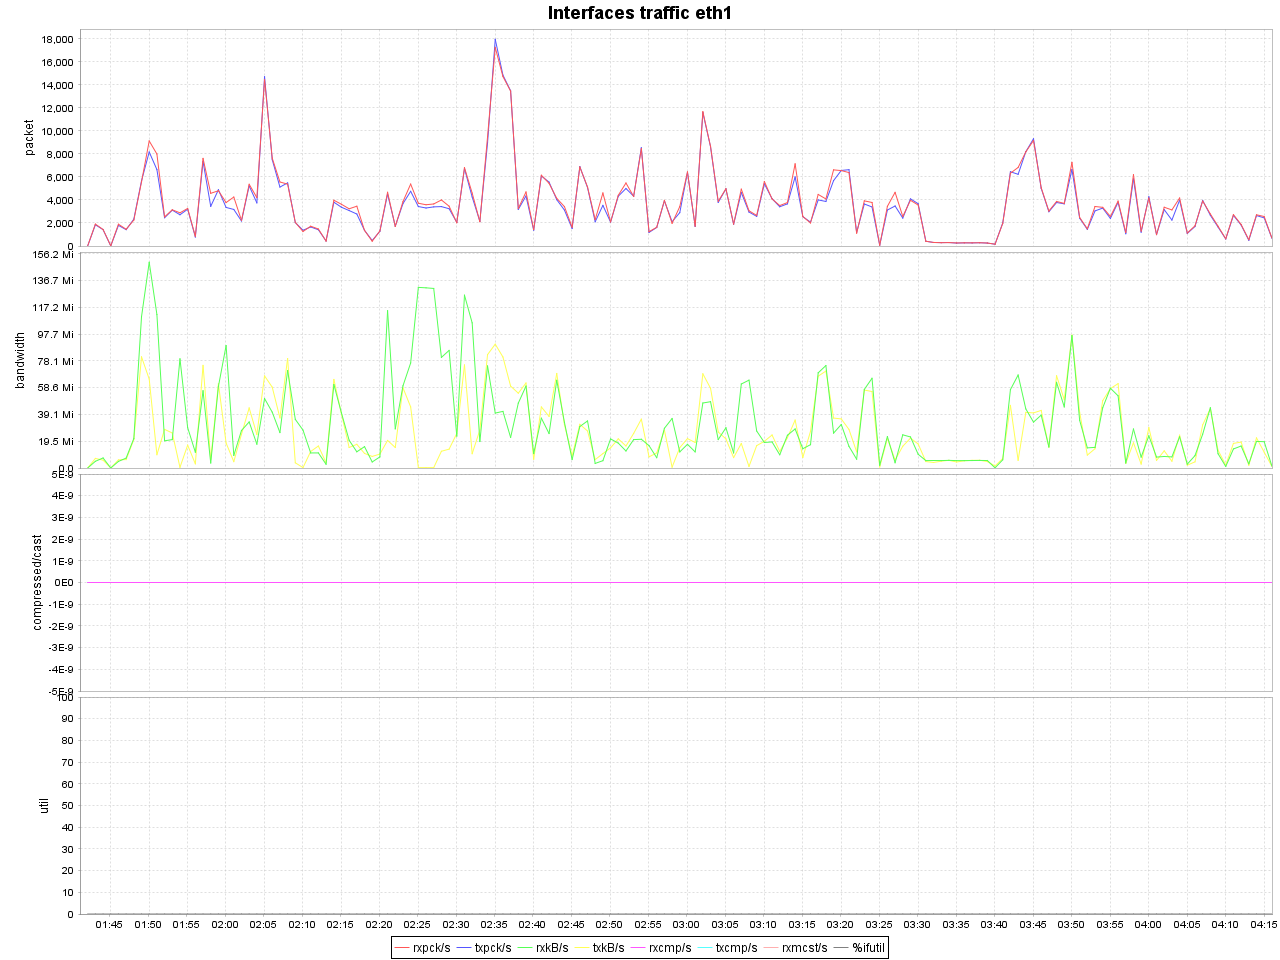 Interfaces traffic eth1
packet
18,000
16,000
14,000
12,000
10,000
8,000
6,000
4,000
2,000
0
bandwidth
156.2 Mi
136.7 Mi
117.2 Mi
97.7 Mi
78.1 Mi
58.6 Mi
39.1 Mi
19.5 Mi
0.0
compressed/cast
5E-9
4E-9
3E-9
2E-9
1E-9
0E0
-1E-9
-2E-9
-3E-9
-4E-9
-5E-9
util
100
90
80
70
60
50
40
30
20
10
0
01:45 01:50 01:55 02:00 02:05 02:10 02:15 02:20 02:25 02:30 02:35 02:40 02:45 02:50 02:55 03:00 03:05 03:10 03:15 03:20 03:25 03:30 03:35 03:40 03:45 03:50 03:55 04:00 04:05 04:10 04:15
rxpck/s txpck/s rxkB/s txkB/s rxcmp/s txcmp/s rxmcst/s %ifutil